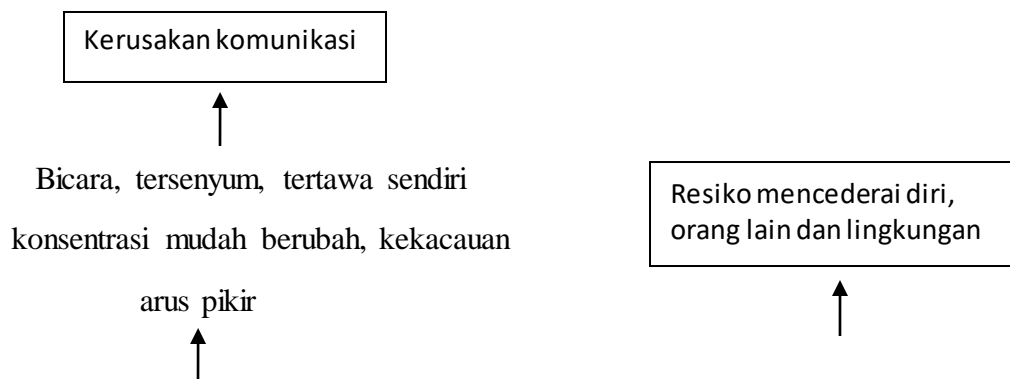 Kerusakan komunikasi
Bicara, tersenyum, tertawa sendiri
konsentrasi mudah berubah, kekacauan
arus pikir
Resiko mencederai diri,
orang lain dan lingkungan